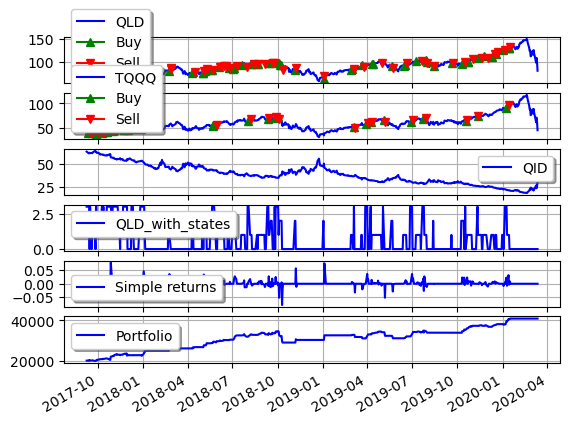 QLD
Buy
Sell
150
100
TQQQ
Buy
Sell
100
50
QID
50
25
QLD_with_states
2.5
0.0
Simple returns
0.05
0.00
−0.05
Portfolio
40000
20000
2017-10
2018-01
2018-04
2018-07
2018-10
2019-01
2019-04
2019-07
2019-10
2020-01
2020-04